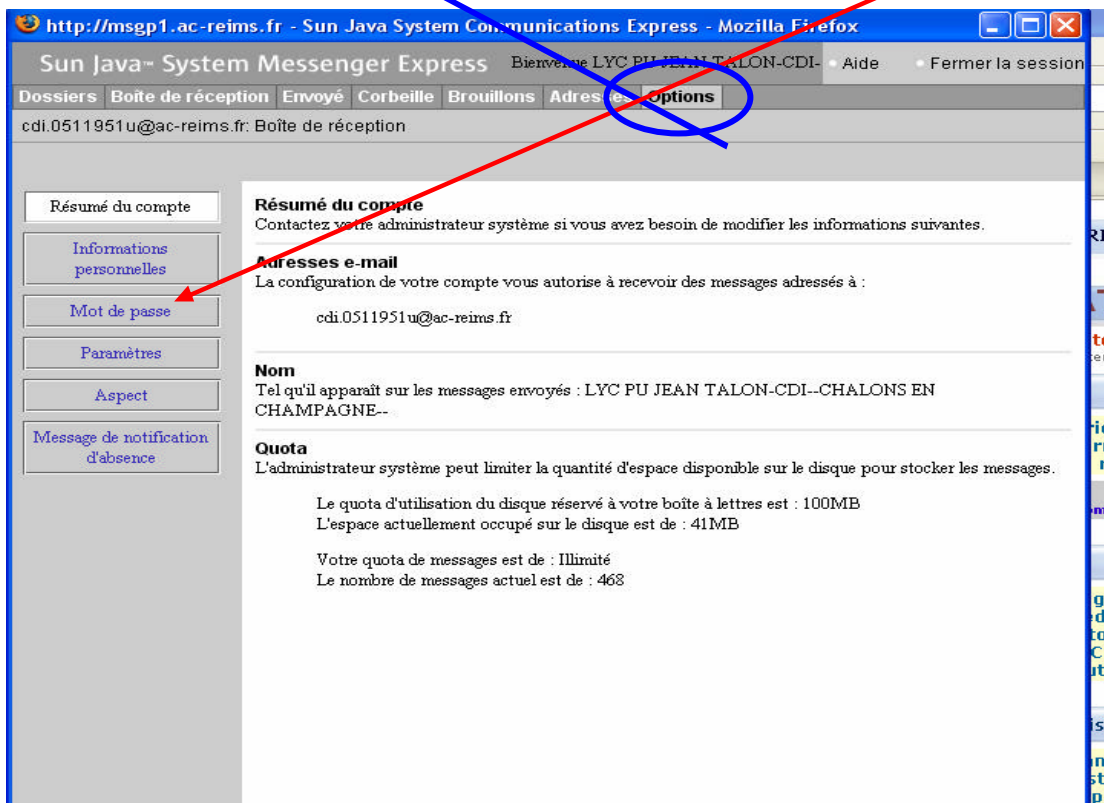 http://msgp1.ac-reims.fr - Sun Java System Communications Express - Mozilla Firefox
Sun Java™ System Messenger Express Bienvenue LYC PU JEAN TALON-CDI- Aide Fermer la session
Dossiers Boîte de réception Envoyé Corbeille Brouillons Adresses Options
cdi.0511951u@ac-reims.fr: Boîte de réception
Résumé du compte
Informations
personnelles
Mot de passe
Paramètres
Aspect
Message de notification
d'absence
Résumé du compte
Contactez votre administrateur système si vous avez besoin de modifier les informations suivantes.
Adresses e-mail
La configuration de votre compte vous autorise à recevoir des messages adressés à :
cdi.0511951u@ac-reims.fr
Nom
Tel qu'il apparaît sur les messages envoyés : LYC PU JEAN TALON-CDI--CHALONS EN
CHAMPAGNE--
Quota
L'administrateur système peut limiter la quantité d'espace disponible sur le disque pour stocker les messages.
Le quota d'utilisation du disque réservé à votre boîte à lettres est : 100MB
L'espace actuellement occupé sur le disque est de : 41MB
Votre quota de messages est de : Illimité
Le nombre de messages actuel est de : 468